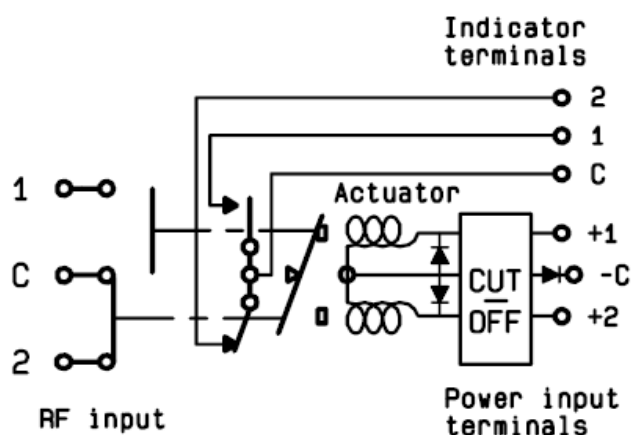 Indicator
terminals
2
1
C
1
Actuator
+1
C
CUT
OFF
-C
+2
2
RF input
Power input
terminals